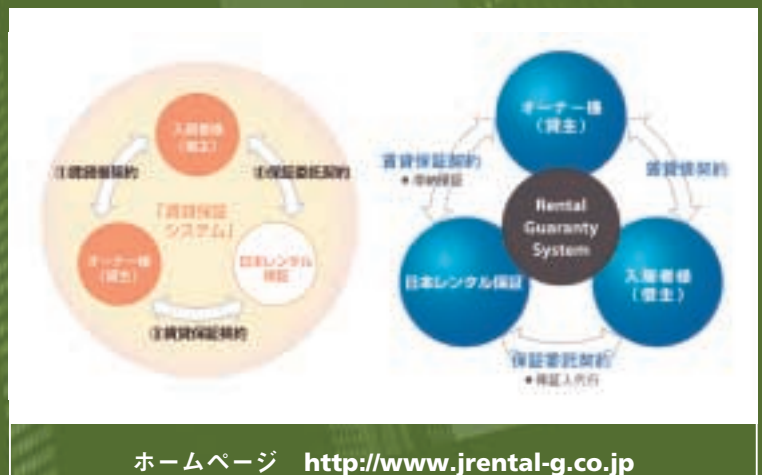 入居者様
(借主)
①賃貸借契約
②保証委託契約
「賃貸保証
システム」
オーナー様
(貸主)
日本レンタル
保証
③賃貸保証契約
オーナー様
(貸主)
賃貸保証契約
賃貸借契約
Rental
Guaranty
System
日本レンタル保証
入居者様
(借主)
保証委託契約
●保証人代行
ホームページ http://www.jrental-g.co.jp